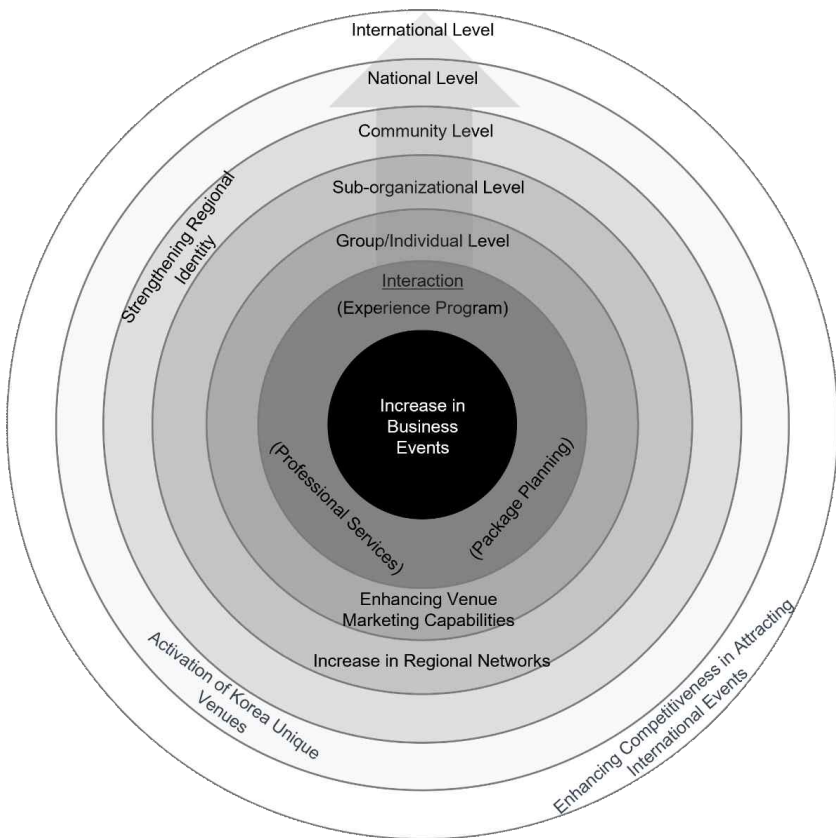 International Level
National Level
Community Level
Sub-organizational Level
Strengthening Regional
Identity
Group/Individual Level
Interaction
(Experience Program)
Increase in
Business
Events
(Professional Services)
(Package Planning)
Enhancing Venue
Marketing Capabilities
Increase in Regional Networks
Activation of Korea Unique
Venues
Enhancing Competitiveness in Attracting
International Events